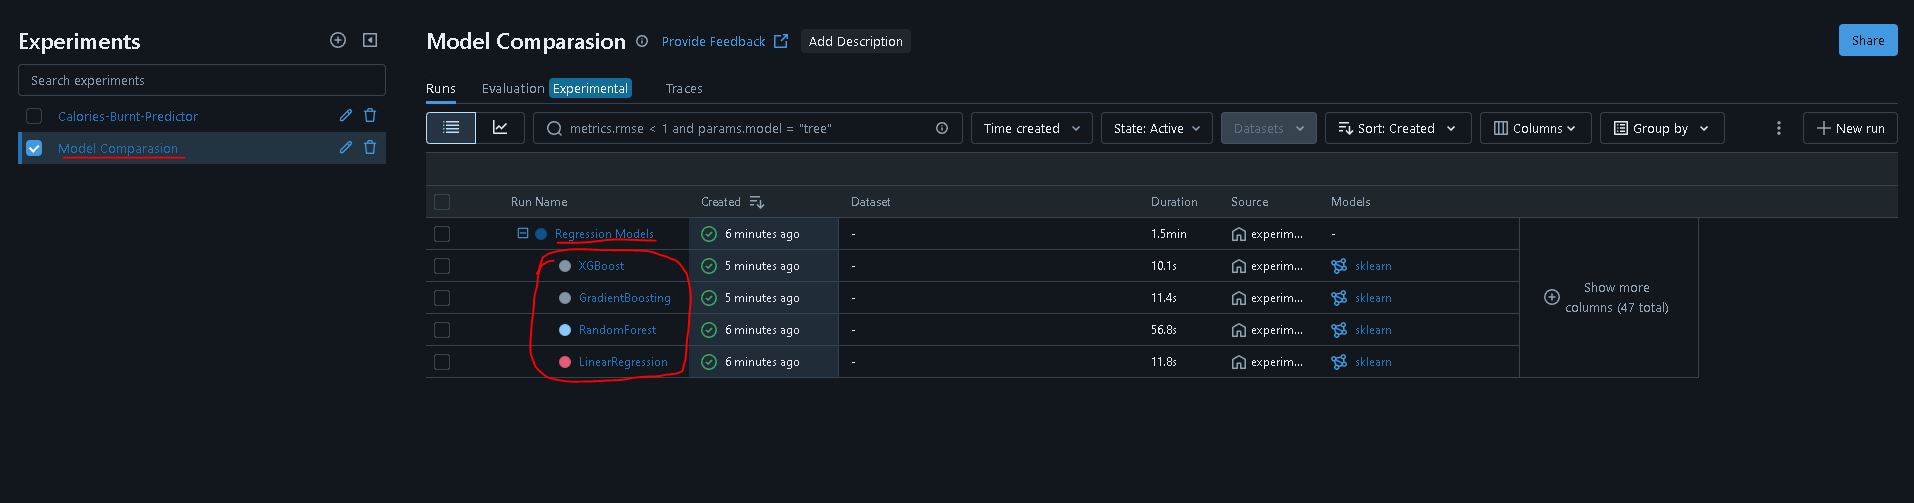 Experiments
Search experiments
Calories-Burnt-Predictor
Model Comparasion
Model Comparasion Provide Feedback Add Description Share
Runs Evaluation Experimental Traces
metrics.rmse < 1 and params.model = "tree" Time created State: Active Datasets Sort: Created Columns Group by New run
Run Name Created Dataset Duration Source Models
Regression Models 6 minutes ago - 1.5min experim... -
XGBoost 5 minutes ago - 10.1s experim... sklearn
GradientBoosting 5 minutes ago - 11.4s experim... sklearn
RandomForest 6 minutes ago - 56.8s experim... sklearn
LinearRegression 6 minutes ago - 11.8s experim... sklearn
Show more
columns (47 total)